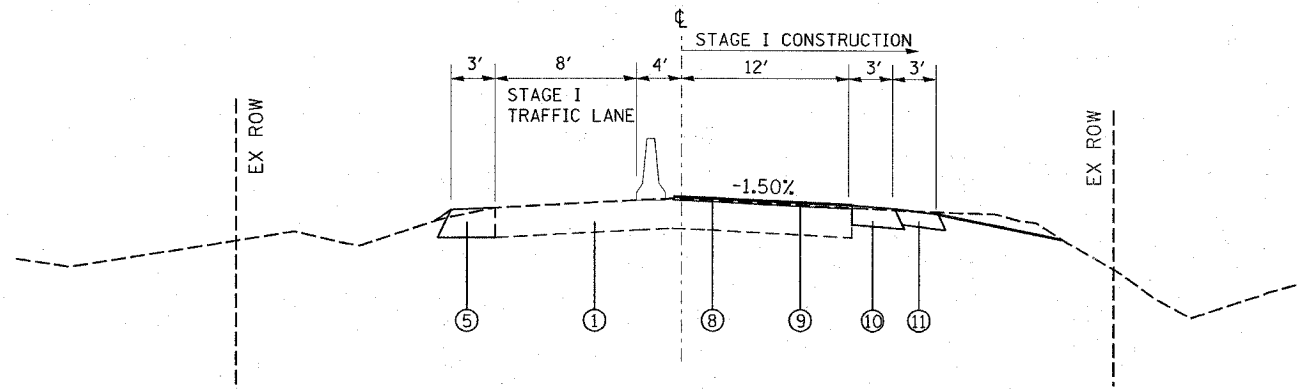 ℄
STAGE I CONSTRUCTION
3' 8' 4' 12' 3' 3'
STAGE I
TRAFFIC LANE
EX ROW
EX ROW
-1.50%
5 1 8 9 10 11